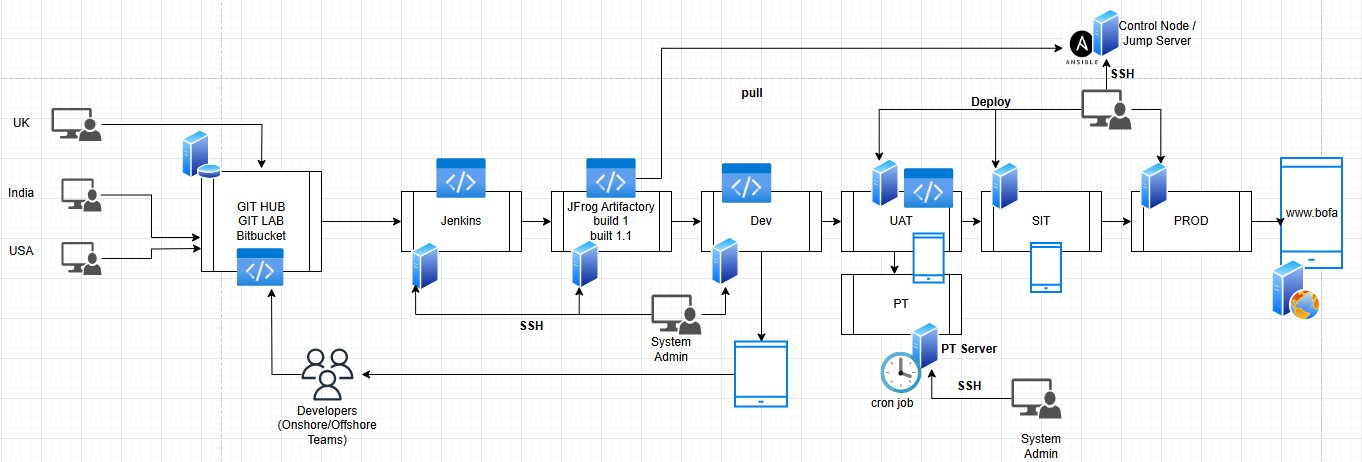 Control Node /
Jump Server
ANSIBLE
SSH
pull
Deploy
UK
India
USA
GIT HUB
GIT LAB
Bitbucket
Jenkins
JFrog Artifactory
build 1
built 1.1
Dev
UAT
SIT
PROD
www.bofa
PT
SSH
System
Admin
PT Server
cron job
SSH
System
Admin
Developers
(Onshore/Offshore
Teams)